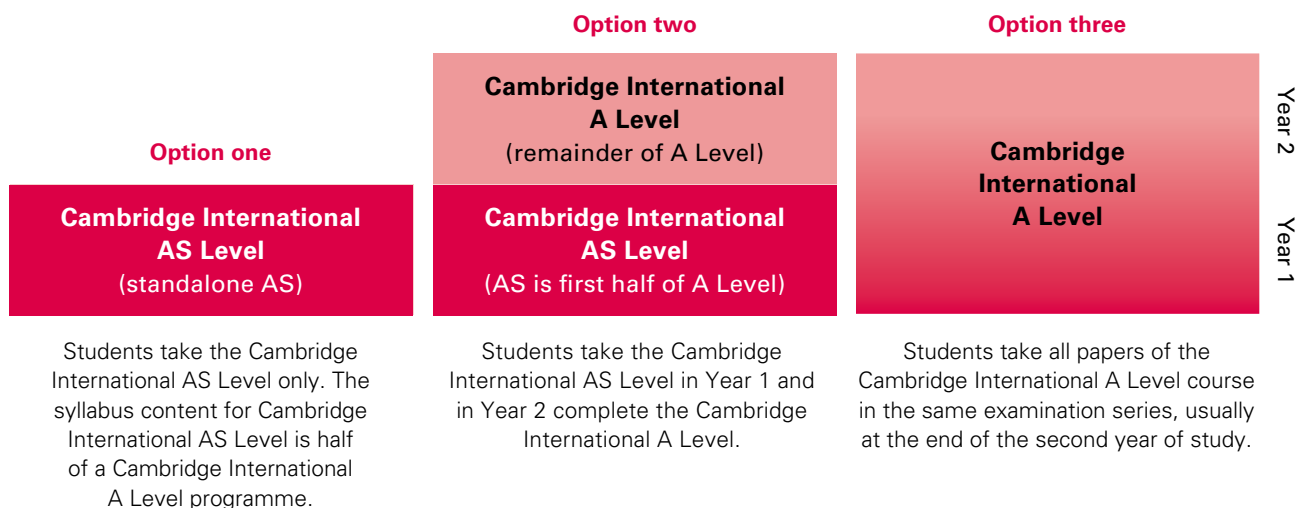 Option one
Cambridge International
AS Level
(standalone AS)
Students take the Cambridge
International AS Level only. The
syllabus content for Cambridge
International AS Level is half
of a Cambridge International
A Level programme.
Option two
Cambridge International
A Level
(remainder of A Level)
Cambridge International
AS Level
(AS is first half of A Level)
Students take the Cambridge
International AS Level in Year 1 and
in Year 2 complete the Cambridge
International A Level.
Option three
Cambridge
International
A Level
Students take all papers of the
Cambridge International A Level course
in the same examination series, usually
at the end of the second year of study.
Year 2
Year 1